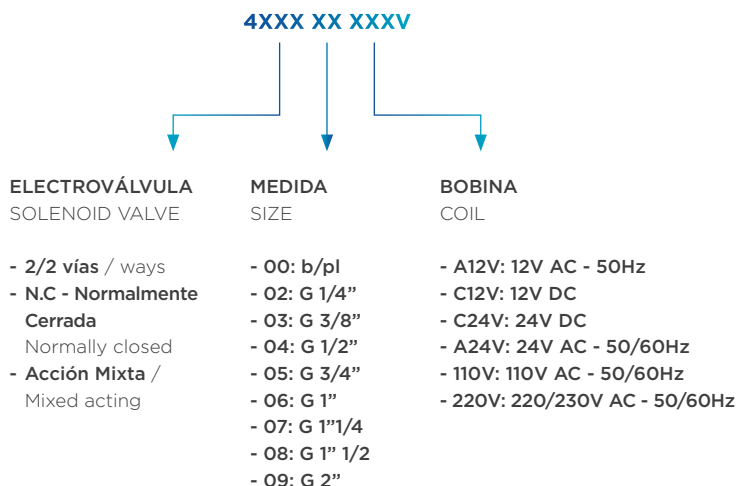 4XXX XX XXXV
ELECTROVÁLVULA
SOLENOID VALVE
- 2/2 vías / ways
- N.C - Normalmente
Cerrada
Normally closed
- Acción Mixta /
Mixed acting
MEDIDA
SIZE
- 00: b/pl
- 02: G 1/4”
- 03: G 3/8”
- 04: G 1/2”
- 05: G 3/4”
- 06: G 1”
- 07: G 1”1/4
- 08: G 1” 1/2
- 09: G 2”
BOBINA
COIL
- A12V: 12V AC - 50Hz
- C12V: 12V DC
- C24V: 24V DC
- A24V: 24V AC - 50/60Hz
- 110V: 110V AC - 50/60Hz
- 220V: 220/230V AC - 50/60Hz